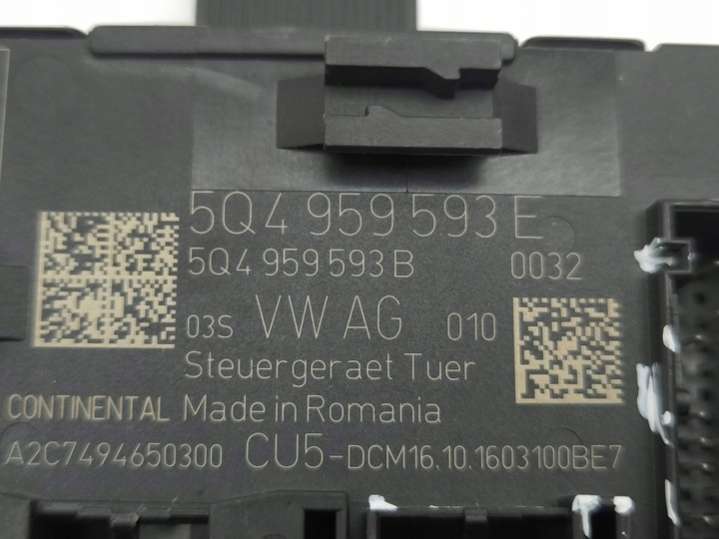 5Q4 959 593 E
5Q4 959 593 B 0032
03S VW AG 010
Steuergeraet Tuer
CONTINENTAL Made in Romania
A2C7494650300 CU5-DCM16.10.1603100BE7